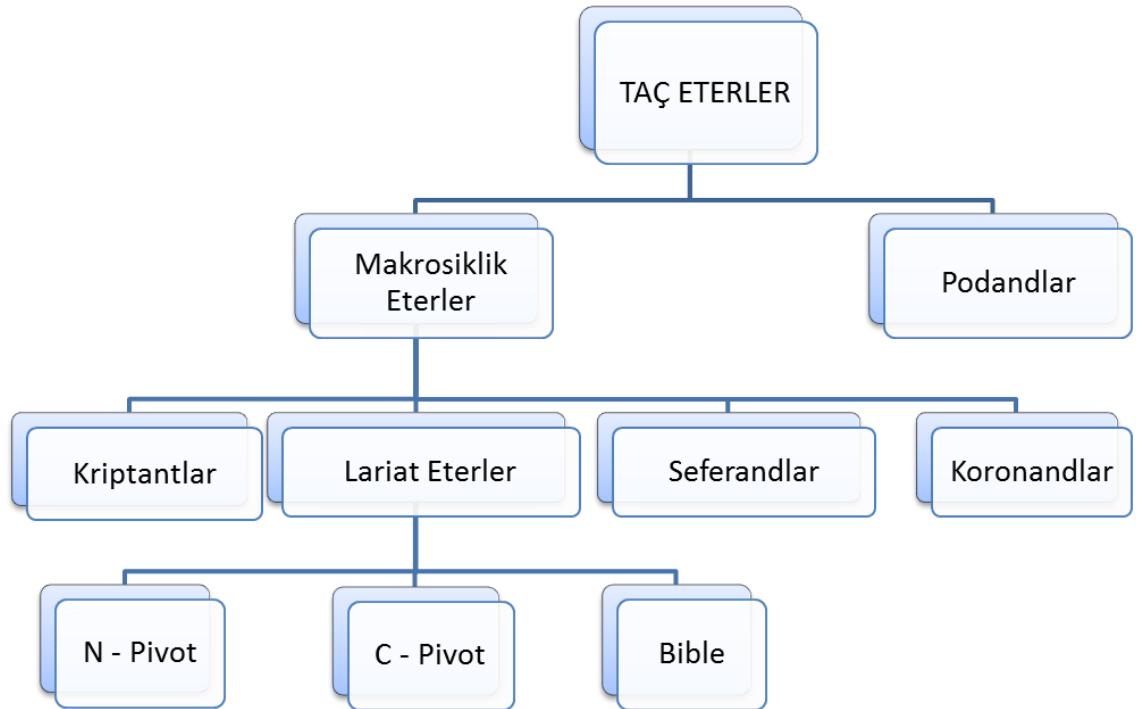 TAÇ ETERLER
Makrosiklik
Eterler
Podandlar
Kriptantlar
Lariat Eterler
Seferandlar
Koronandlar
N - Pivot
C - Pivot
Bible